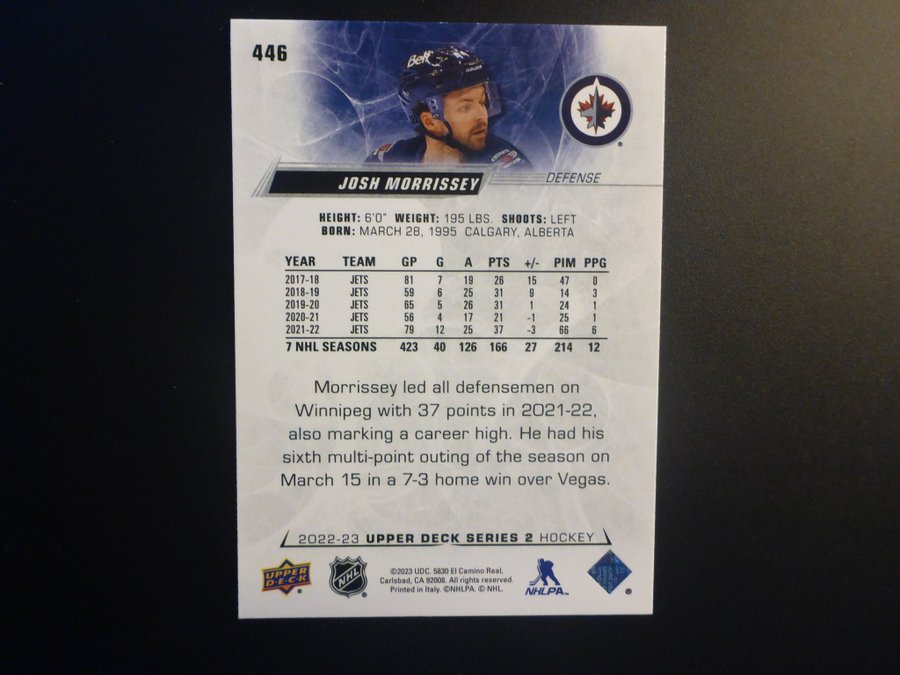 446
Bell
JOSH MORRISSEY
DEFENSE
HEIGHT: 6'0" WEIGHT: 195 LBS. SHOOTS: LEFT
BORN: MARCH 28, 1995 CALGARY, ALBERTA
YEAR TEAM GP G A PTS +/- PIM PPG
2017-18 JETS 81 7 19 26 15 47 0
2018-19 JETS 59 6 25 31 9 14 3
2019-20 JETS 65 5 26 31 1 24 1
2020-21 JETS 56 4 17 21 -1 25 1
2021-22 JETS 79 12 25 37 -3 66 6
7 NHL SEASONS 423 40 126 166 27 214 12
Morrissey led all defensemen on
Winnipeg with 37 points in 2021-22,
also marking a career high. He had his
sixth multi-point outing of the season on
March 15 in a 7-3 home win over Vegas.
2022-23 UPPER DECK SERIES 2 HOCKEY
UPPER
D·E·C·K
NHL
©2023 UDC. 5830 El Camino Real,
Carlsbad, CA 92008. All rights reserved.
Printed in Italy. ©NHLPA. © NHL.
NHLPA™
®